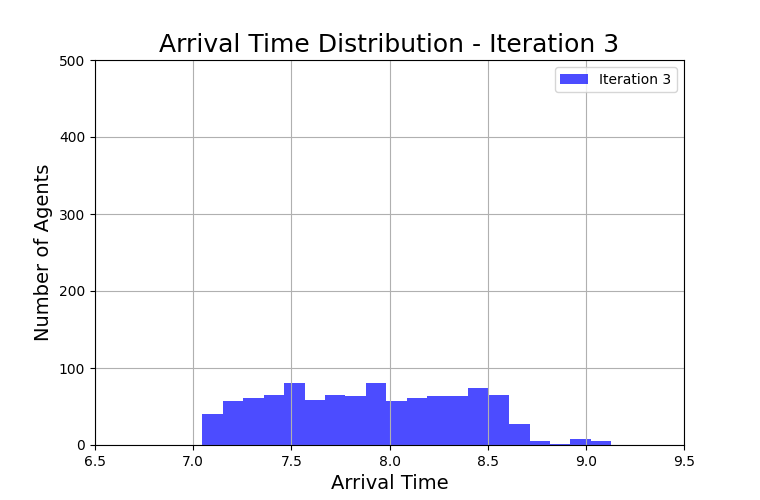 Arrival Time Distribution - Iteration 3
Iteration 3
Number of Agents
500
400
300
200
100
0
6.5 7.0 7.5 8.0 8.5 9.0 9.5
Arrival Time